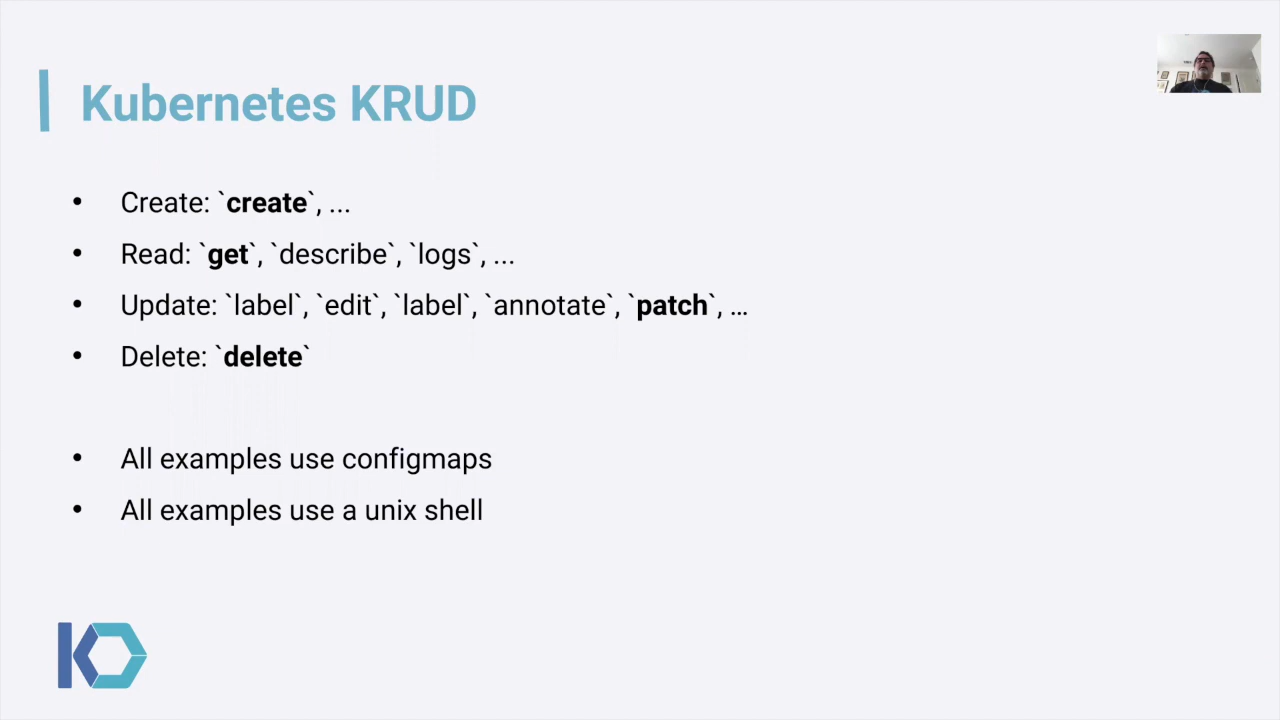 Kubernetes KRUD
• Create: `create`, ...
• Read: `get`, `describe`, `logs`, ...
• Update: `label`, `edit`, `label`, `annotate`, `patch`, …
• Delete: `delete`
• All examples use configmaps
• All examples use a unix shell